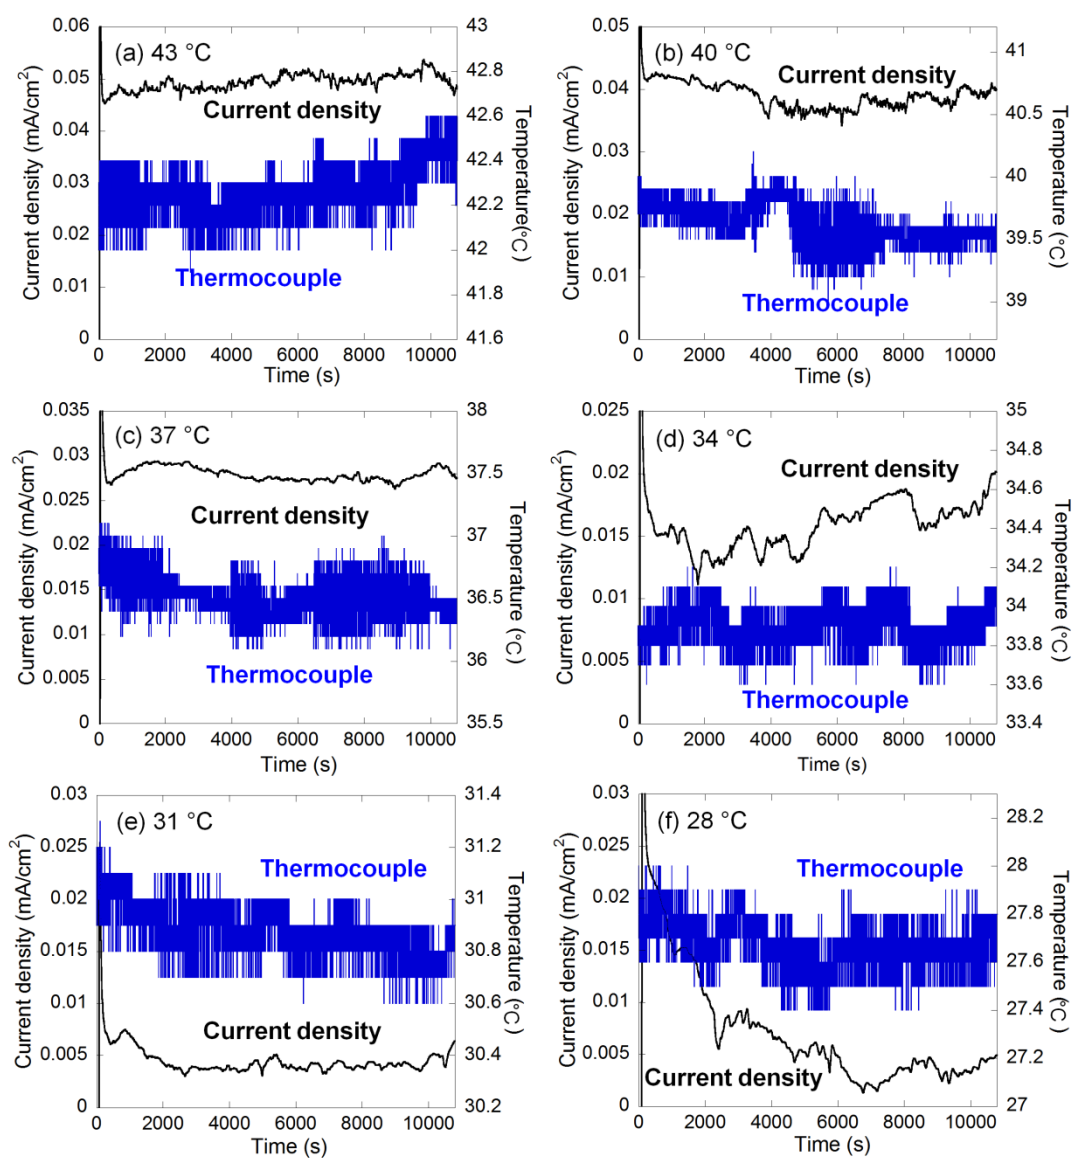 (a) 43 °C
Current density (mA/cm²)
0.06
0.05
0.04
0.03
0.02
0.01
0
Current density
Thermocouple
43
42.8
42.6
42.4
42.2
42
41.8
41.6
Temperature(°C)
0 2000 4000 6000 8000 10000
Time (s)
(b) 40 °C
Current density (mA/cm²)
0.05
0.04
0.03
0.02
0.01
0
Current density
Thermocouple
41
40.5
40
39.5
39
Temperature (°C)
0 2000 4000 6000 8000 10000
Time (s)
(c) 37 °C
Current density (mA/cm²)
0.035
0.03
0.025
0.02
0.015
0.01
0.005
0
Current density
Thermocouple
38
37.5
37
36.5
36
35.5
Temperature (°C)
0 2000 4000 6000 8000 10000
Time (s)
(d) 34 °C
Current density (mA/cm²)
0.025
0.02
0.015
0.01
0.005
0
Current density
Thermocouple
35
34.8
34.6
34.4
34.2
34
33.8
33.6
33.4
Temperature (°C)
0 2000 4000 6000 8000 10000
Time (s)
(e) 31 °C
Current density (mA/cm²)
0.03
0.025
0.02
0.015
0.01
0.005
0
Thermocouple
Current density
31.4
31.2
31
30.8
30.6
30.4
30.2
Temperature (°C)
0 2000 4000 6000 8000 10000
Time (s)
(f) 28 °C
Current density (mA/cm²)
0.03
0.025
0.02
0.015
0.01
0.005
0
Thermocouple
Current density
28.2
28
27.8
27.6
27.4
27.2
27
Temperature (°C)
0 2000 4000 6000 8000 10000
Time (s)